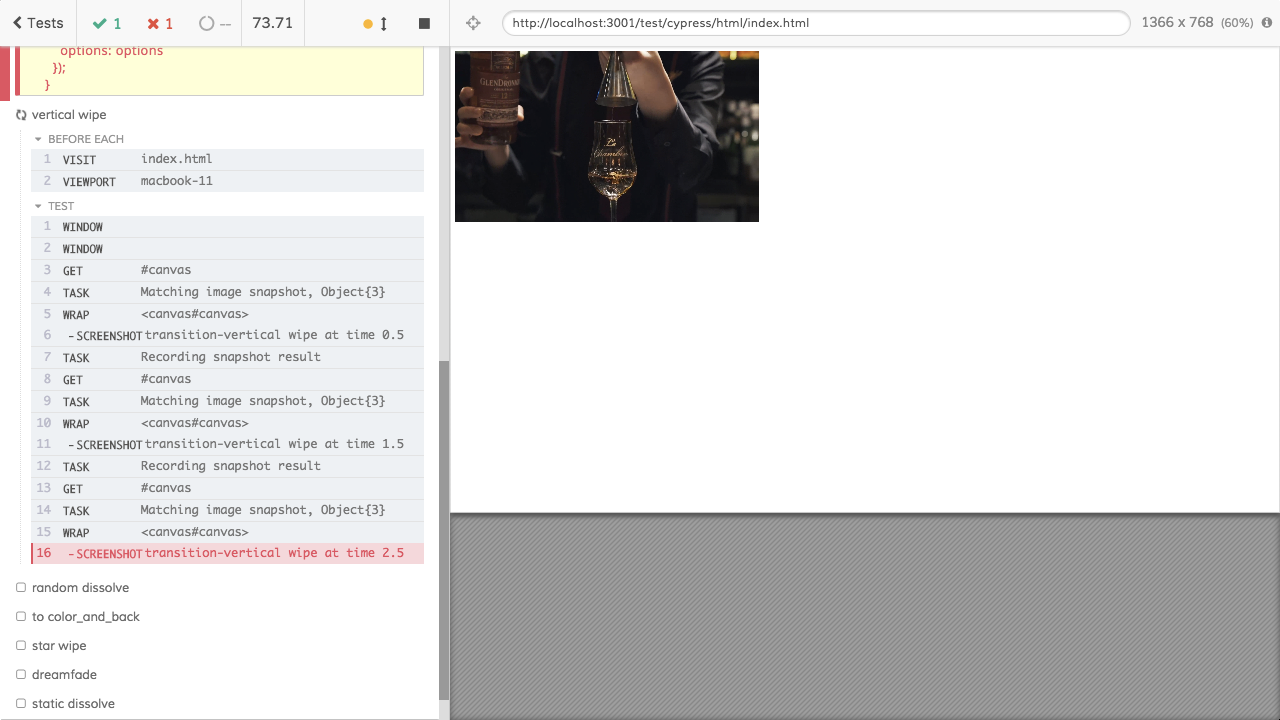 Tests
1
1
--
73.71
http://localhost:3001/test/cypress/html/index.html
1366 x 768 (60%)
options: options
});
}
vertical wipe
BEFORE EACH
1 VISIT index.html
2 VIEWPORT macbook-11
TEST
1 WINDOW
2 WINDOW
3 GET #canvas
4 TASK Matching image snapshot, Object{3}
5 WRAP <canvas#canvas>
6 -SCREENSHOT transition-vertical wipe at time 0.5
7 TASK Recording snapshot result
8 GET #canvas
9 TASK Matching image snapshot, Object{3}
10 WRAP <canvas#canvas>
11 -SCREENSHOT transition-vertical wipe at time 1.5
12 TASK Recording snapshot result
13 GET #canvas
14 TASK Matching image snapshot, Object{3}
15 WRAP <canvas#canvas>
16 -SCREENSHOT transition-vertical wipe at time 2.5
random dissolve
to color_and_back
star wipe
dreamfade
static dissolve
GLENDRONACH